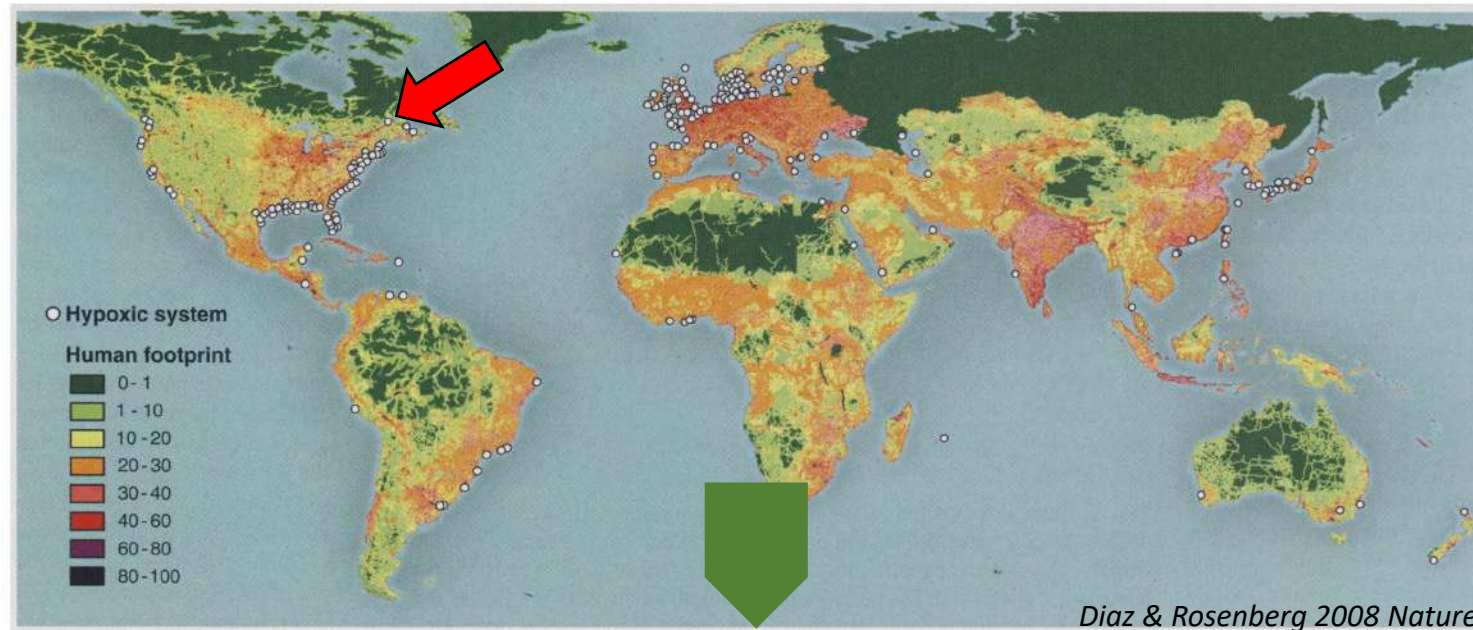 Hypoxic system
Human footprint
0 - 1
1 - 10
10 - 20
20 - 30
30 - 40
40 - 60
60 - 80
80 - 100
Diaz & Rosenberg 2008 Nature